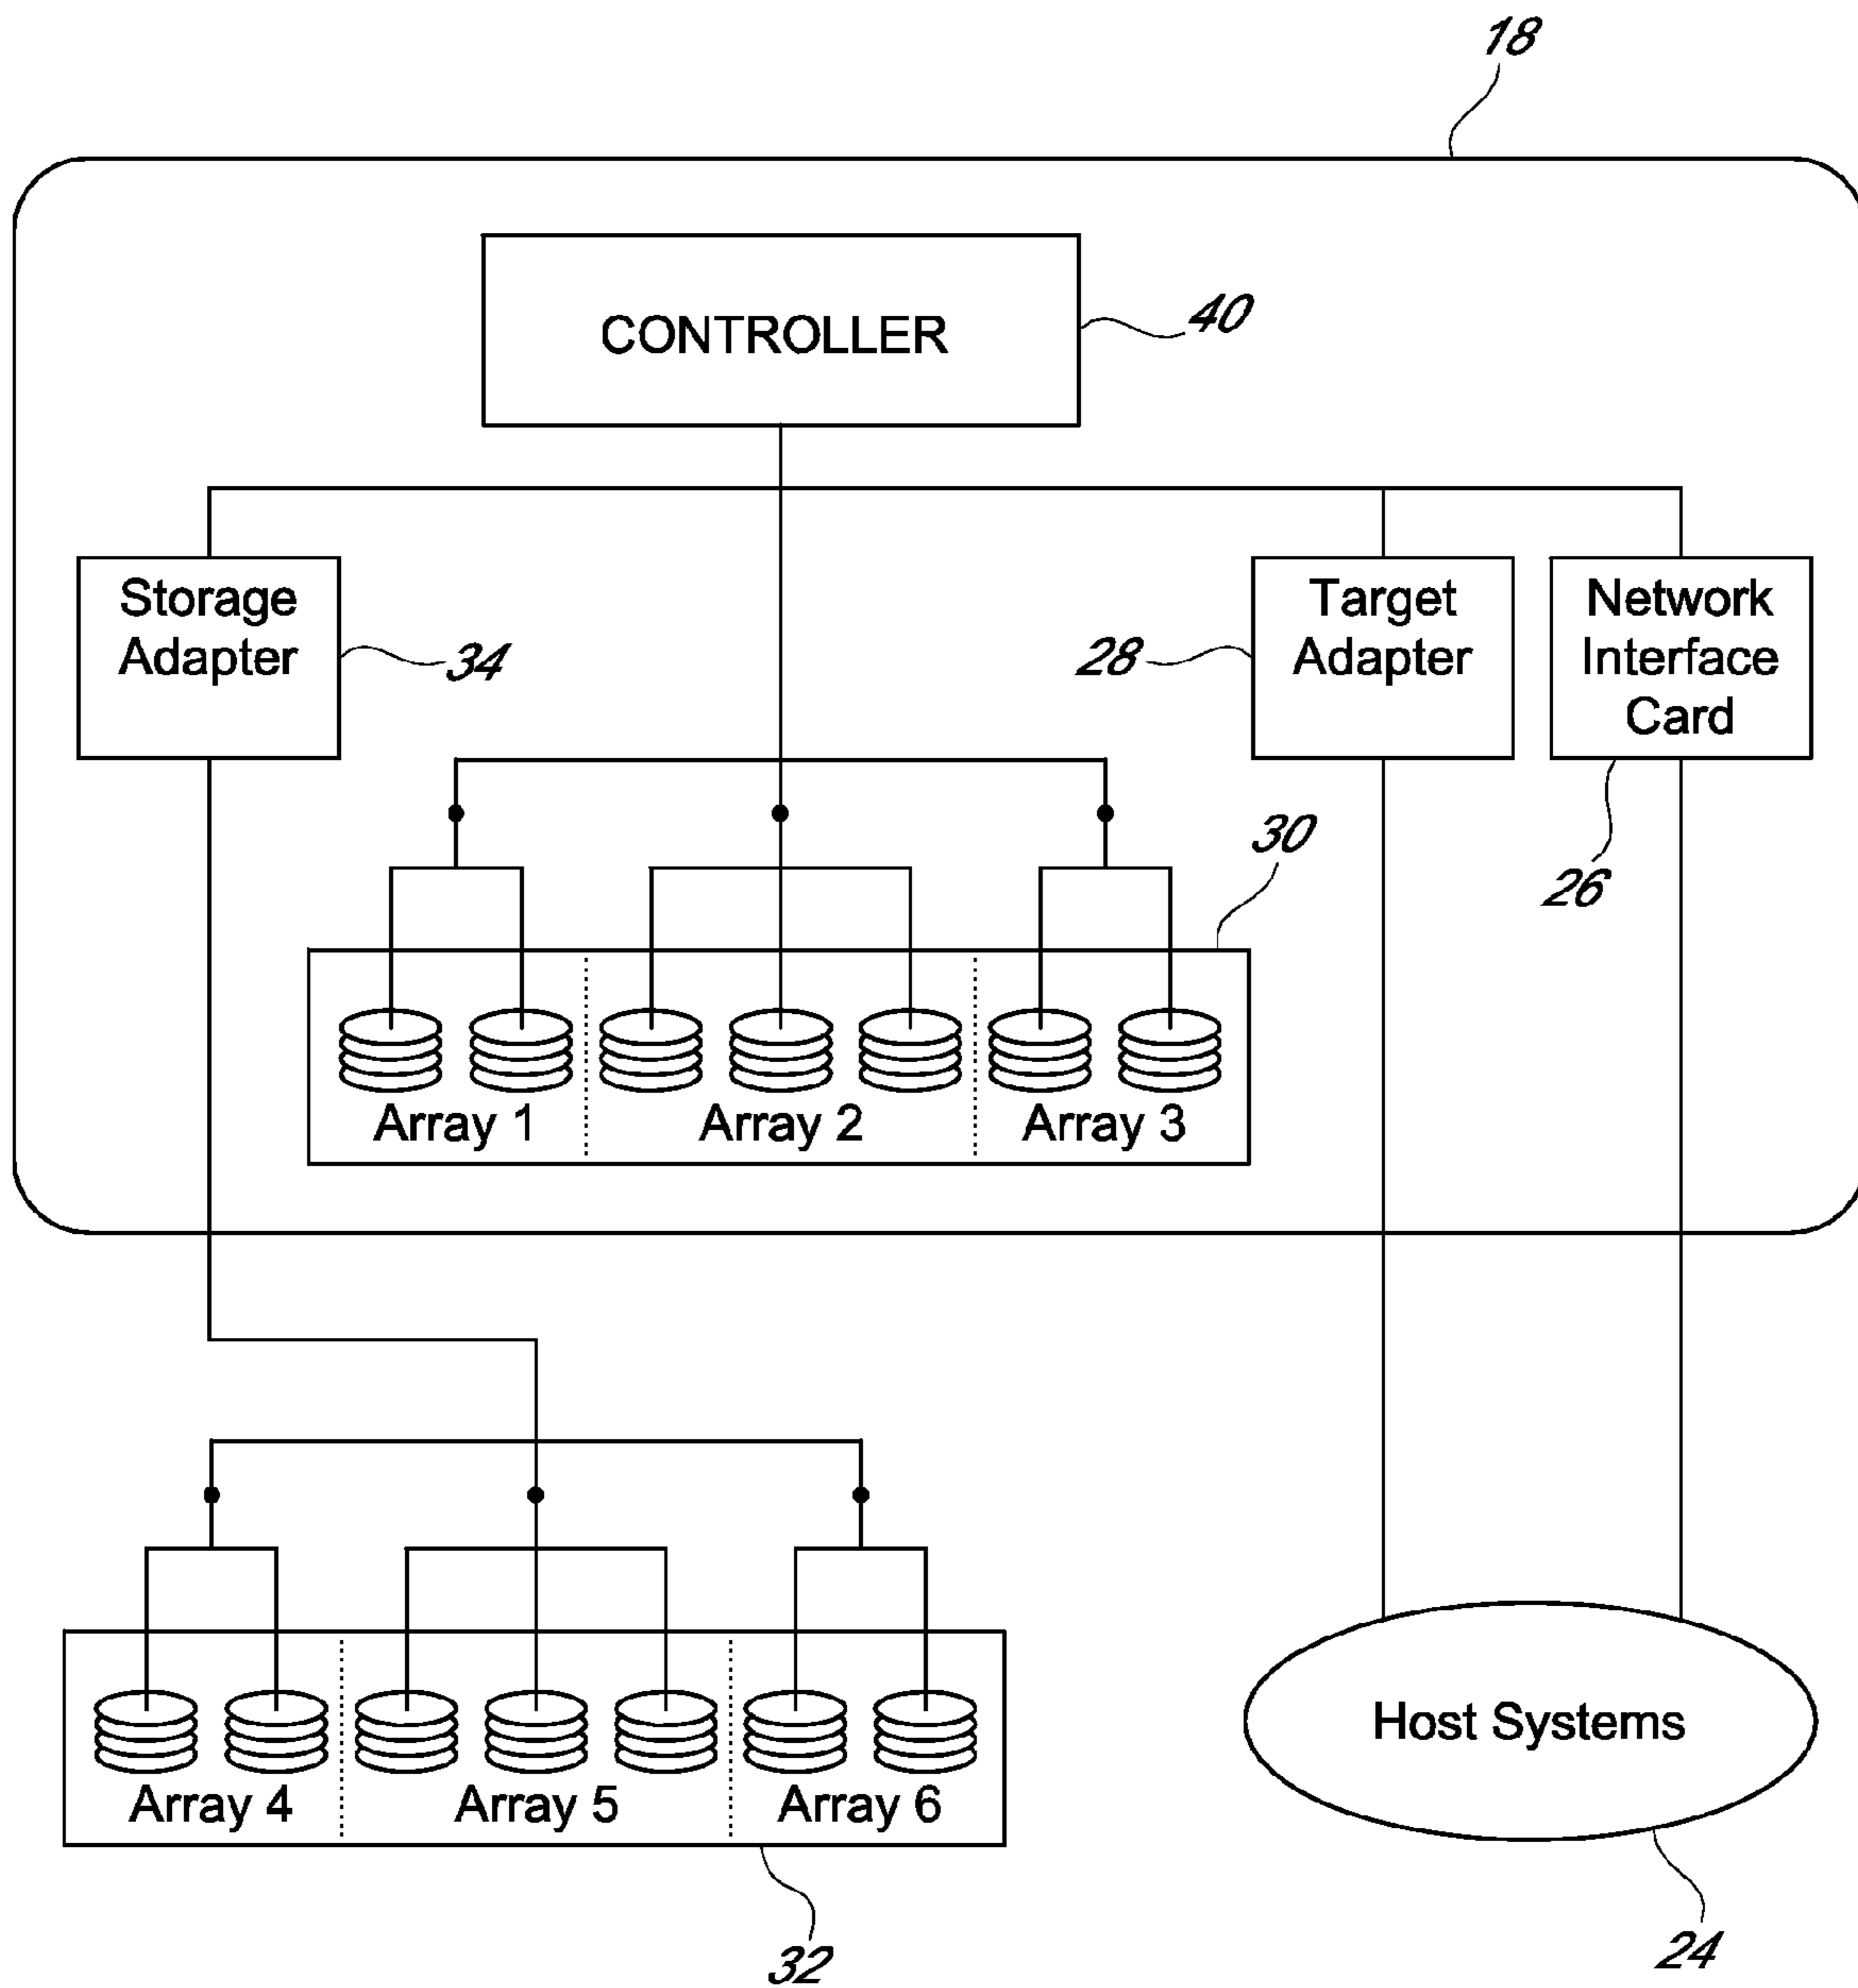 18
CONTROLLER
40
Storage
Adapter
34
28
Target
Adapter
Network
Interface
Card
26
30
Array 1
Array 2
Array 3
Array 4
Array 5
Array 6
32
Host Systems
24